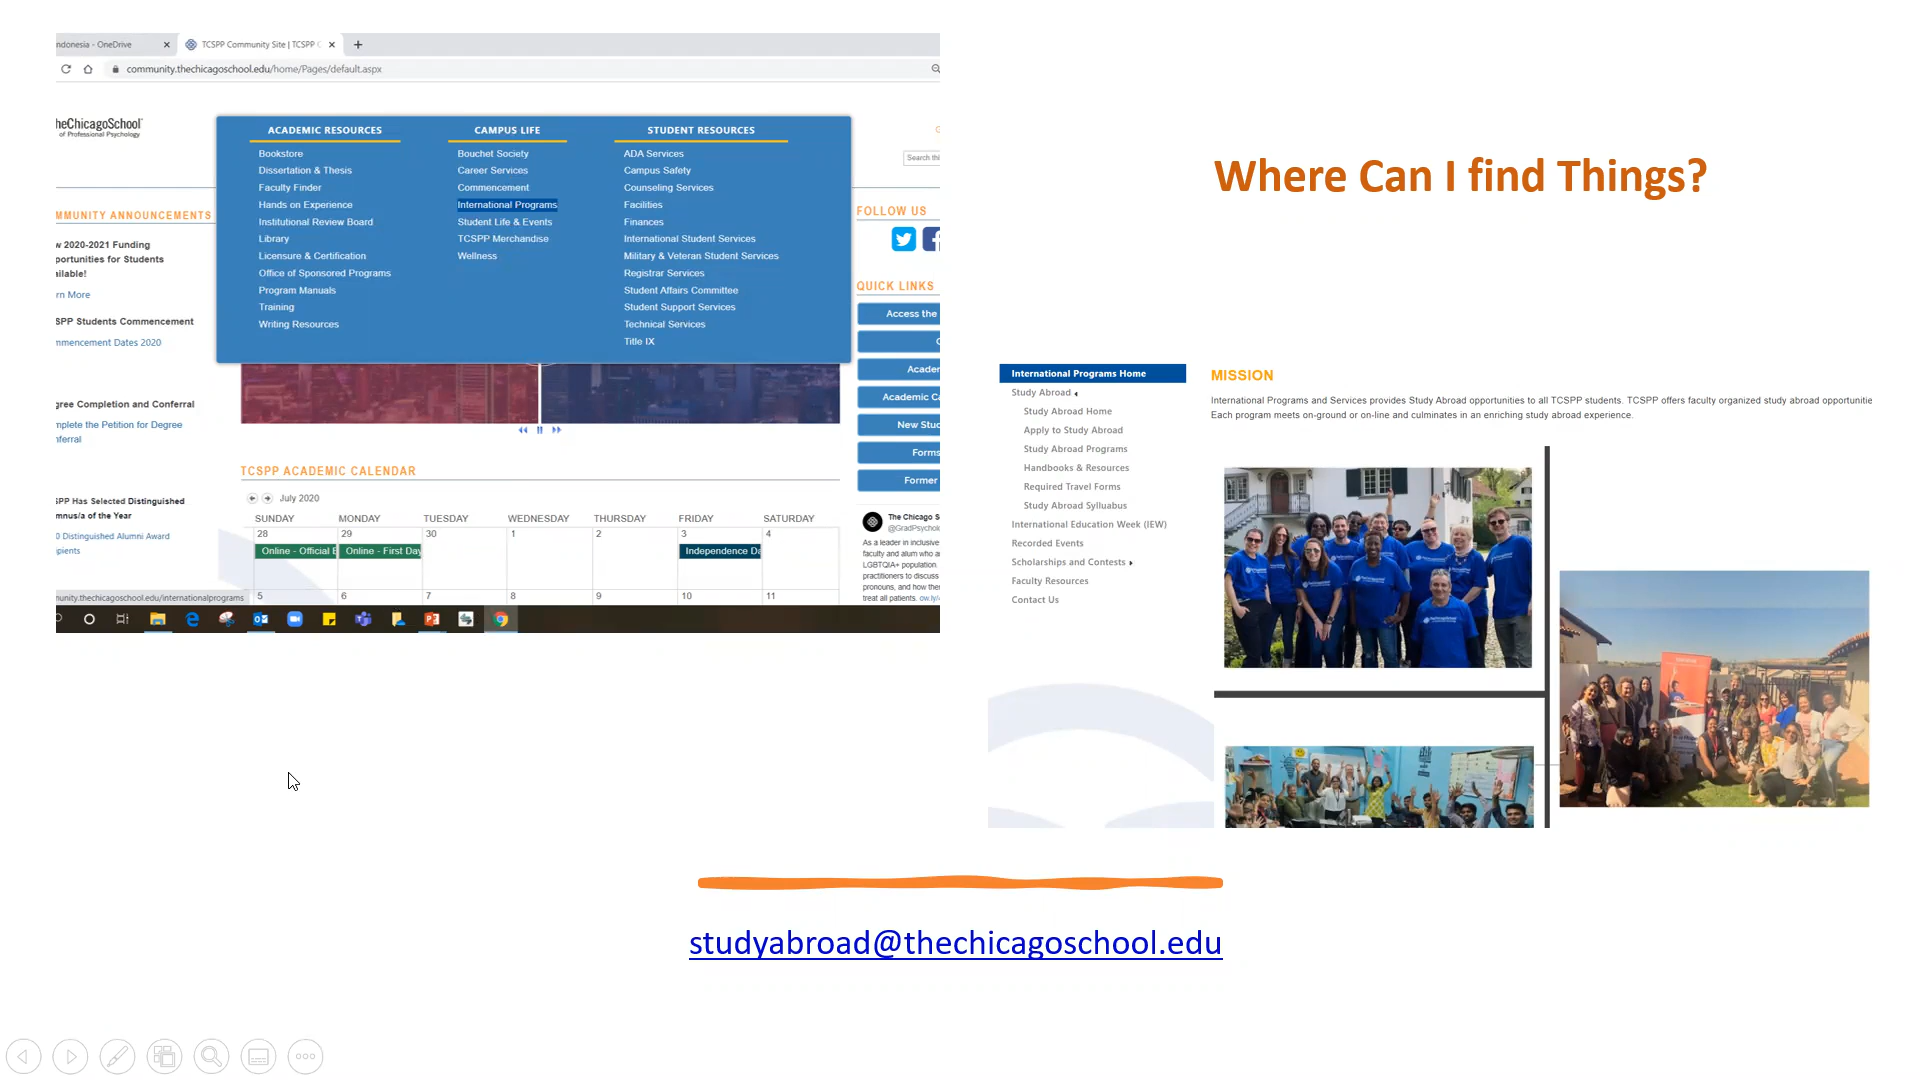 ndonesia - OneDrive
TCSPP Community Site | TCSPP
community.thechicagoschool.edu/home/Pages/default.aspx
heChicagoSchool
of Professional Psychology
ACADEMIC RESOURCES
Bookstore
Dissertation & Thesis
Faculty Finder
Hands on Experience
Institutional Review Board
Library
Licensure & Certification
Office of Sponsored Programs
Program Manuals
Training
Writing Resources
CAMPUS LIFE
Bouchet Society
Career Services
Commencement
International Programs
Student Life & Events
TCSPP Merchandise
Wellness
STUDENT RESOURCES
ADA Services
Campus Safety
Counseling Services
Facilities
Finances
International Student Services
Military & Veteran Student Services
Registrar Services
Student Affairs Committee
Student Support Services
Technical Services
Title IX
Search thi
MMUNITY ANNOUNCEMENTS
w 2020-2021 Funding
portunities for Students
ailable!
rn More
SPP Students Commencement
mmencement Dates 2020
gree Completion and Conferral
mplete the Petition for Degree
nferral
SPP Has Selected Distinguished
mnus/a of the Year
0 Distinguished Alumni Award
ipients
munity.thechicagoschool.edu/internationalprograms
FOLLOW US
QUICK LINKS
Access the
Acader
Academic Ca
New Stud
Forms
Former
TCSPP ACADEMIC CALENDAR
July 2020
SUNDAY MONDAY TUESDAY WEDNESDAY THURSDAY FRIDAY SATURDAY
28 29 30 1 2 3 4
Online - Official E Online - First Day Independence Da
5 6 7 8 9 10 11
The Chicago S
@GradPsychol
As a leader in inclusive
faculty and alum who a
LGBTQIA+ population.
practitioners to discuss
pronouns, and how the
treat all patients. ow.ly/
Where Can I find Things?
International Programs Home
Study Abroad
Study Abroad Home
Apply to Study Abroad
Study Abroad Programs
Handbooks & Resources
Required Travel Forms
Study Abroad Sylluabus
International Education Week (IEW)
Recorded Events
Scholarships and Contests
Faculty Resources
Contact Us
MISSION
International Programs and Services provides Study Abroad opportunities to all TCSPP students. TCSPP offers faculty organized study abroad opportunitie
Each program meets on-ground or on-line and culminates in an enriching study abroad experience.
studyabroad@thechicagoschool.edu